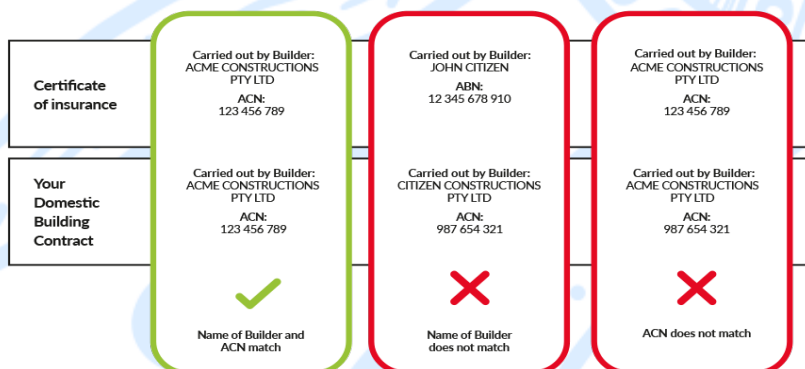 Certificate
of insurance
Carried out by Builder:
ACME CONSTRUCTIONS
PTY LTD
ACN:
123 456 789
Carried out by Builder:
JOHN CITIZEN
ABN:
12 345 678 910
Carried out by Builder:
ACME CONSTRUCTIONS
PTY LTD
ACN:
123 456 789
Your
Domestic
Building
Contract
Carried out by Builder:
ACME CONSTRUCTIONS
PTY LTD
ACN:
123 456 789
Carried out by Builder:
CITIZEN CONSTRUCTIONS
PTY LTD
ACN:
987 654 321
Carried out by Builder:
ACME CONSTRUCTIONS
PTY LTD
ACN:
987 654 321
Name of Builder and
ACN match
Name of Builder
does not match
ACN does not match